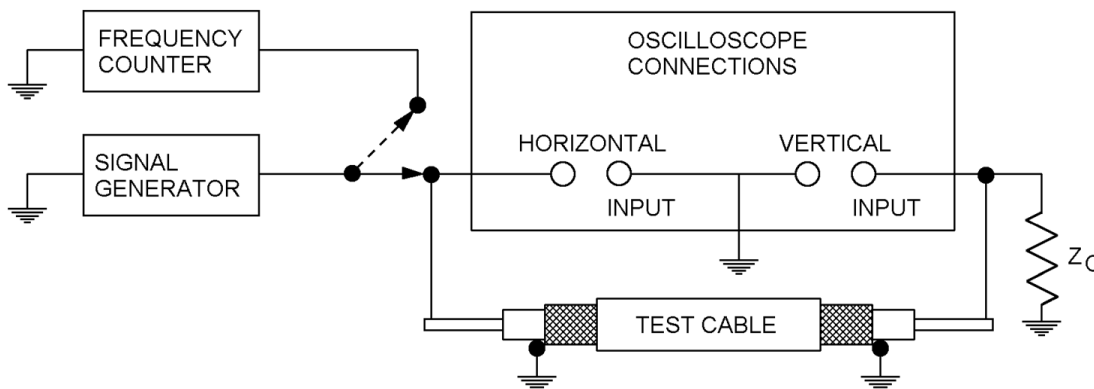 FREQUENCY
COUNTER
OSCILLOSCOPE
CONNECTIONS
SIGNAL
GENERATOR
HORIZONTAL
VERTICAL
INPUT
INPUT
TEST CABLE
Z